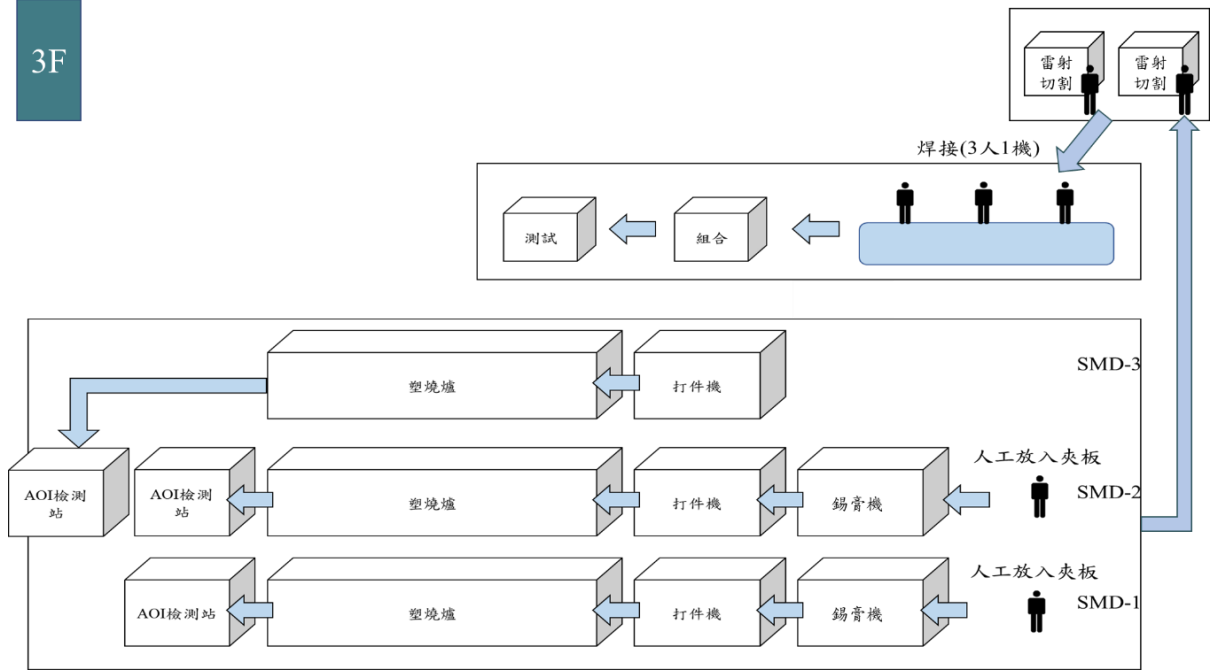 3F
雷射
切割
雷射
切割
焊接(3人1機)
測試
組合
SMD-3
塑燒爐
打件機
人工放入夾板
SMD-2
AOI檢測
站
AOI檢測
站
塑燒爐
打件機
錫膏機
人工放入夾板
SMD-1
AOI檢測站
塑燒爐
打件機
錫膏機